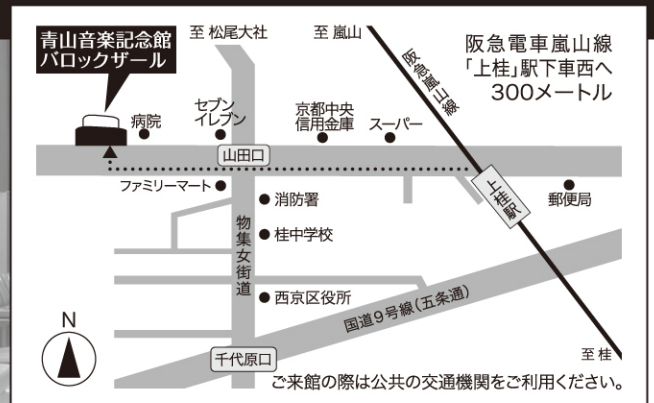 青山音楽記念館
バロックザール
至 松尾大社
至 嵐山
阪急嵐山線
阪急電車嵐山線
「上桂」駅下車西へ
300メートル
病院
セブン
イレブン
京都中央
信用金庫
スーパー
山田口
ファミリーマート
消防署
上桂駅
郵便局
物集女街道
桂中学校
西京区役所
国道9号線(五条通)
N
千代原口
至 桂
ご来館の際は公共の交通機関をご利用ください。